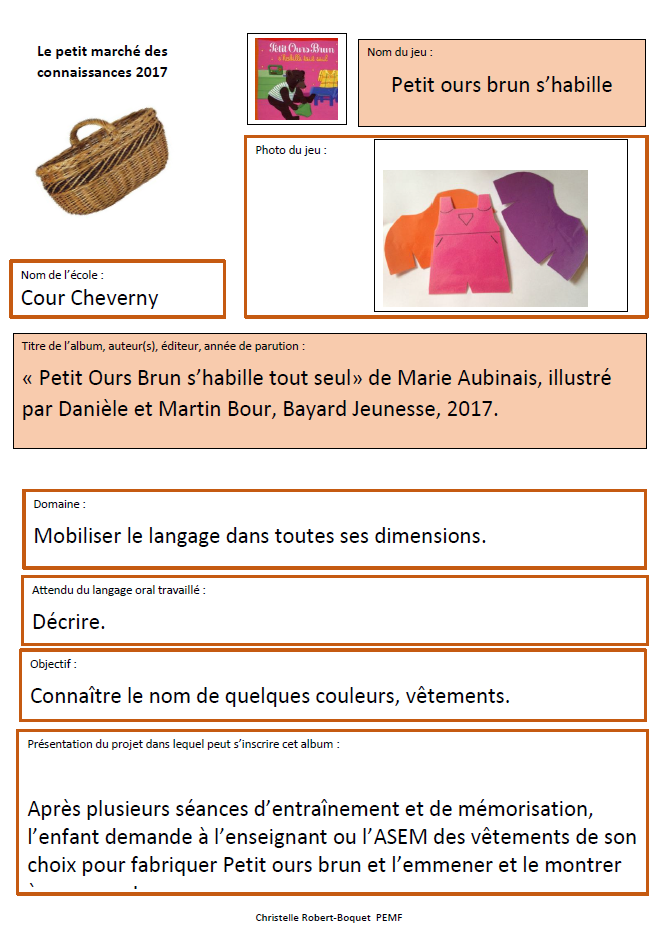 Le petit marché des
connaissances 2017
Petit Ours Brun
s'habille tout seul
Nom du jeu :
Petit ours brun s’habille
Photo du jeu :
Nom de l’école :
Cour Cheverny
Titre de l’album, auteur(s), éditeur, année de parution :
« Petit Ours Brun s’habille tout seul» de Marie Aubinais, illustré
par Danièle et Martin Bour, Bayard Jeunesse, 2017.
Domaine :
Mobiliser le langage dans toutes ses dimensions.
Attendu du langage oral travaillé :
Décrire.
Objectif :
Connaître le nom de quelques couleurs, vêtements.
Présentation du projet dans lequel peut s’inscrire cet album :
Après plusieurs séances d’entraînement et de mémorisation,
l’enfant demande à l’enseignant ou l’ASEM des vêtements de son
choix pour fabriquer Petit ours brun et l’emmener et le montrer
Christelle Robert-Boquet PEMF